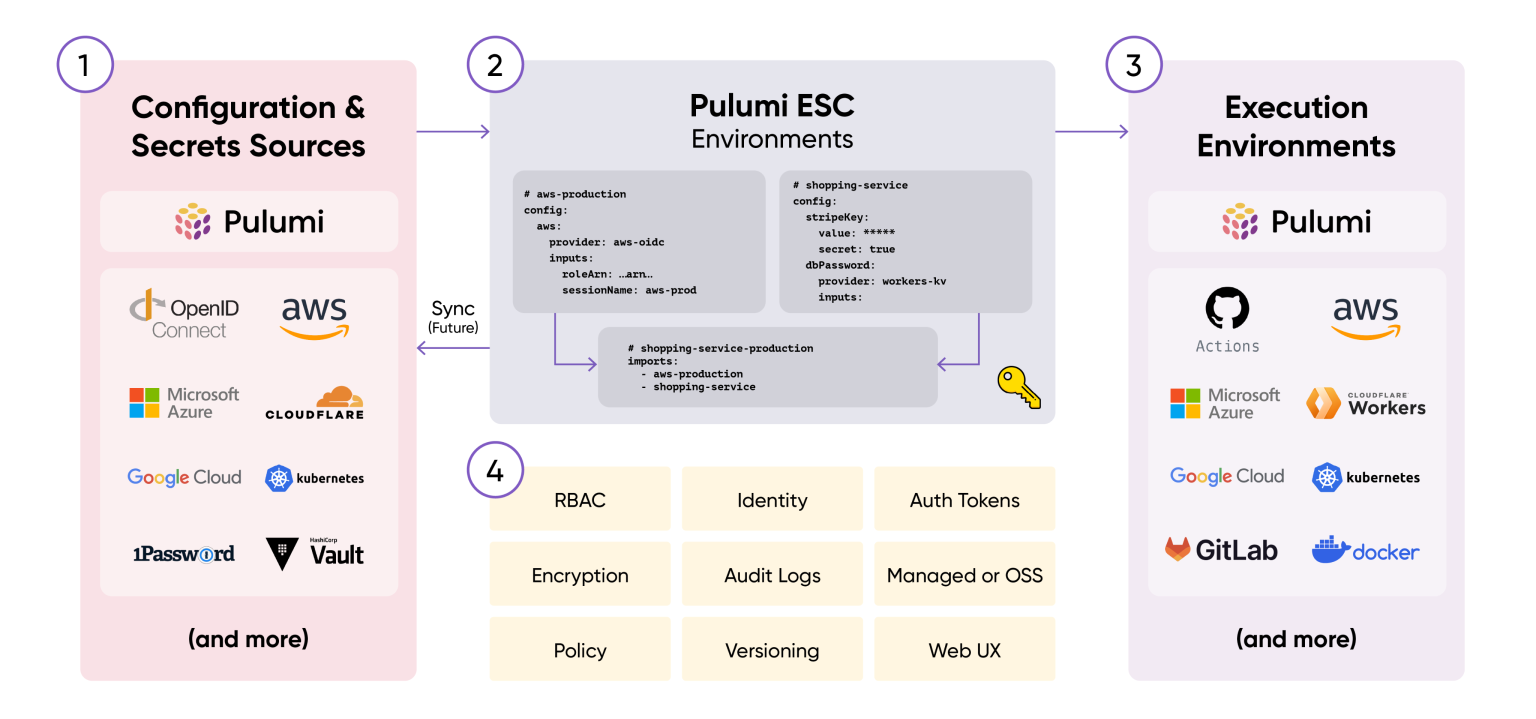 1
Configuration &
Secrets Sources
Pulumi
OpenID
Connect
aws
Microsoft
Azure
CLOUDFLARE
Google Cloud
kubernetes
1Password
HashiCorp
Vault
(and more)
Sync
(Future)
2
Pulumi ESC
Environments
# aws-production
config:
  aws:
    provider: aws-oidc
    inputs:
      roleArn: …arn…
      sessionName: aws-prod
# shopping-service
config:
  stripeKey:
    value: *****
    secret: true
  dbPassword:
    provider: workers-kv
    inputs:
# shopping-service-production
imports:
  - aws-production
  - shopping-service
4
RBAC
Identity
Auth Tokens
Encryption
Audit Logs
Managed or OSS
Policy
Versioning
Web UX
3
Execution
Environments
Pulumi
Actions
aws
Microsoft
Azure
CLOUDFLARE
Workers
Google Cloud
kubernetes
GitLab
docker
(and more)